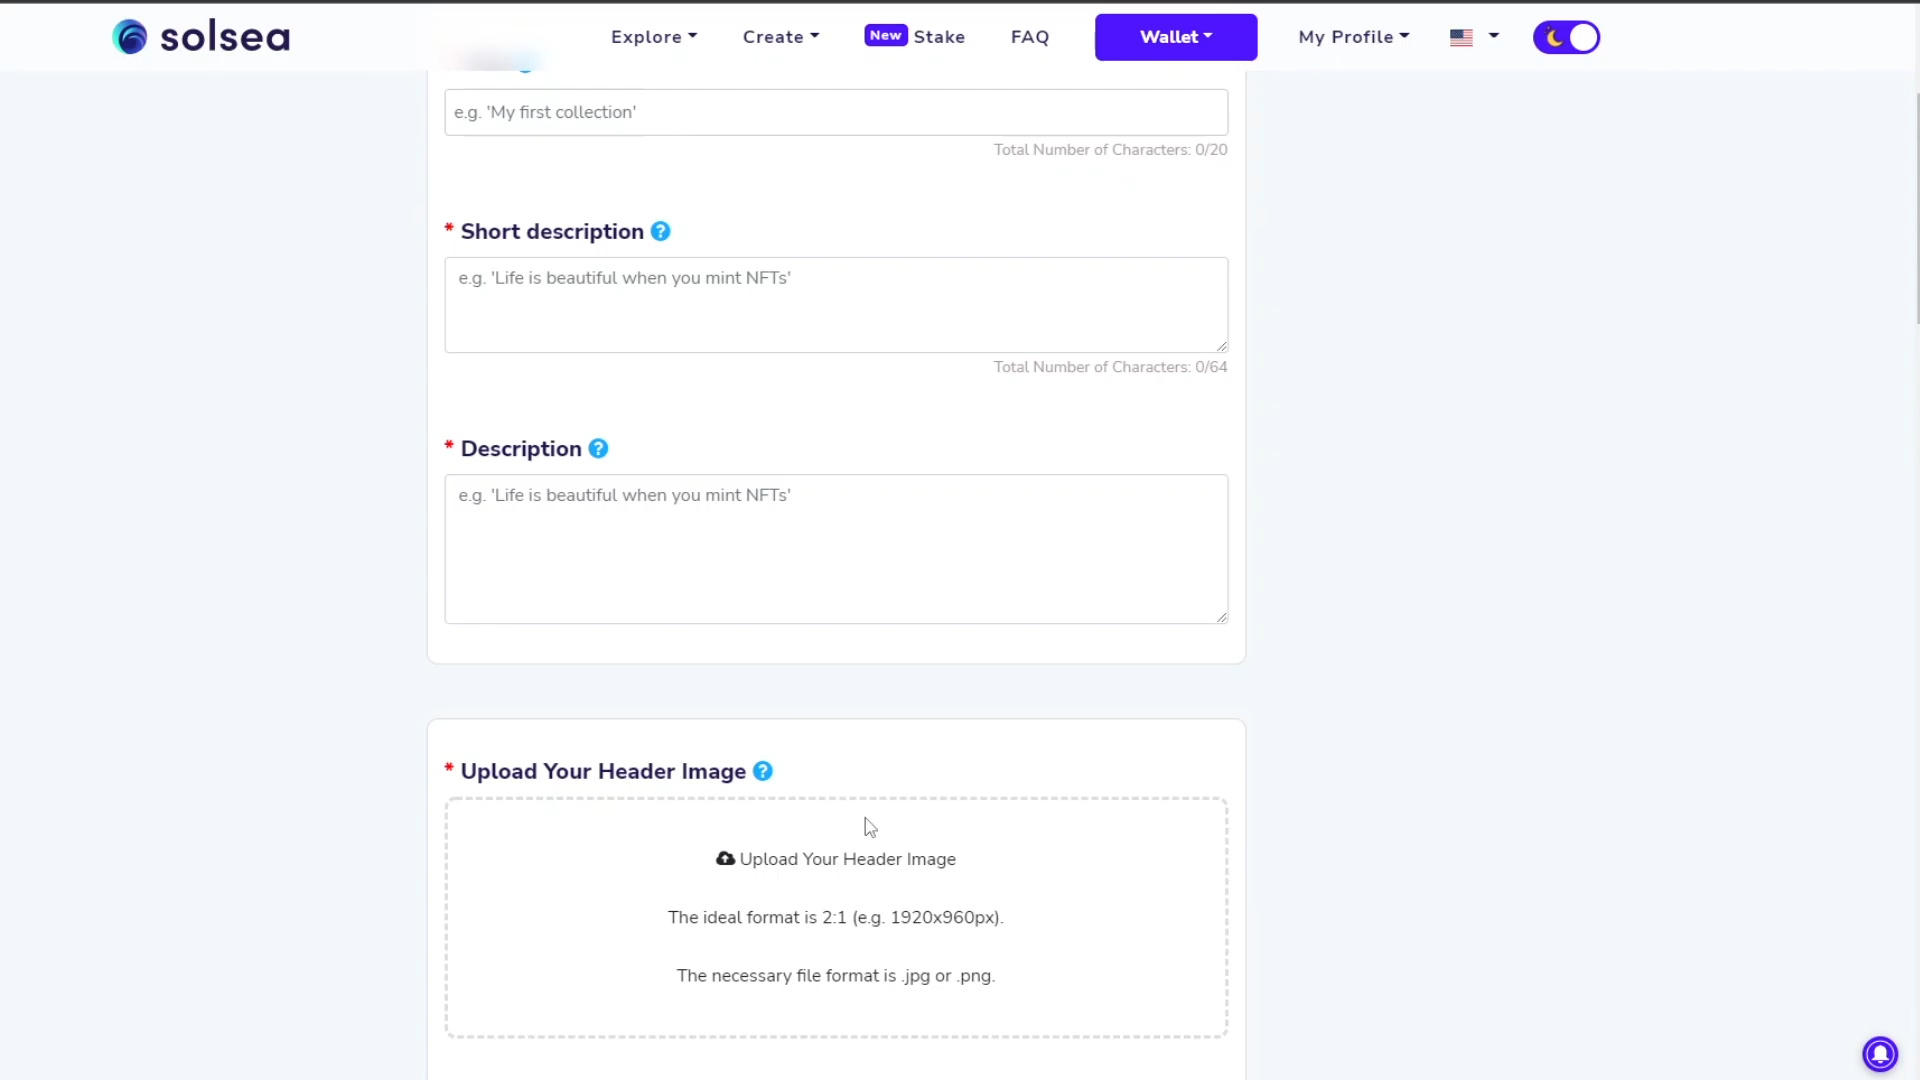 solsea
Explore
Create
New Stake
FAQ
Wallet
My Profile
e.g. 'My first collection'
Total Number of Characters: 0/20
* Short description ?
e.g. 'Life is beautiful when you mint NFTs'
Total Number of Characters: 0/64
* Description ?
e.g. 'Life is beautiful when you mint NFTs'
* Upload Your Header Image ?
Upload Your Header Image
The ideal format is 2:1 (e.g. 1920x960px).
The necessary file format is .jpg or .png.